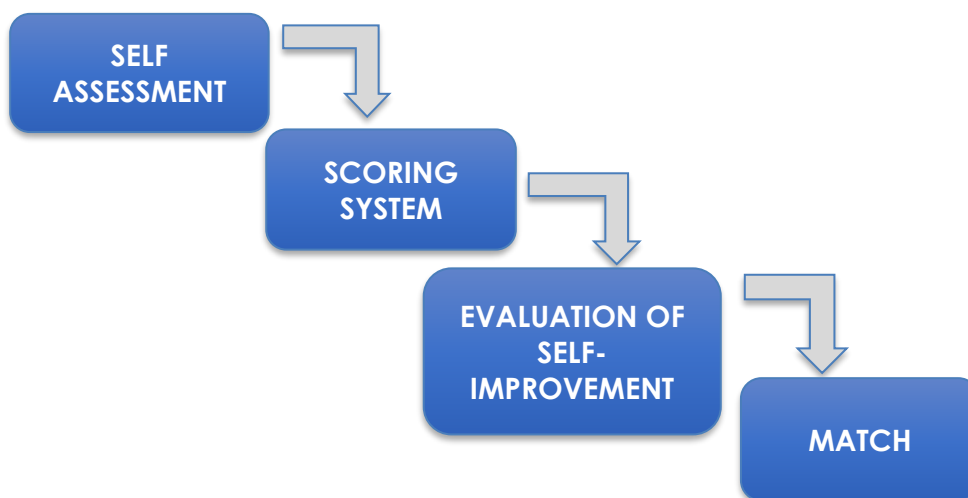 SELF
ASSESSMENT
SCORING
SYSTEM
EVALUATION OF
SELF-
IMPROVEMENT
MATCH